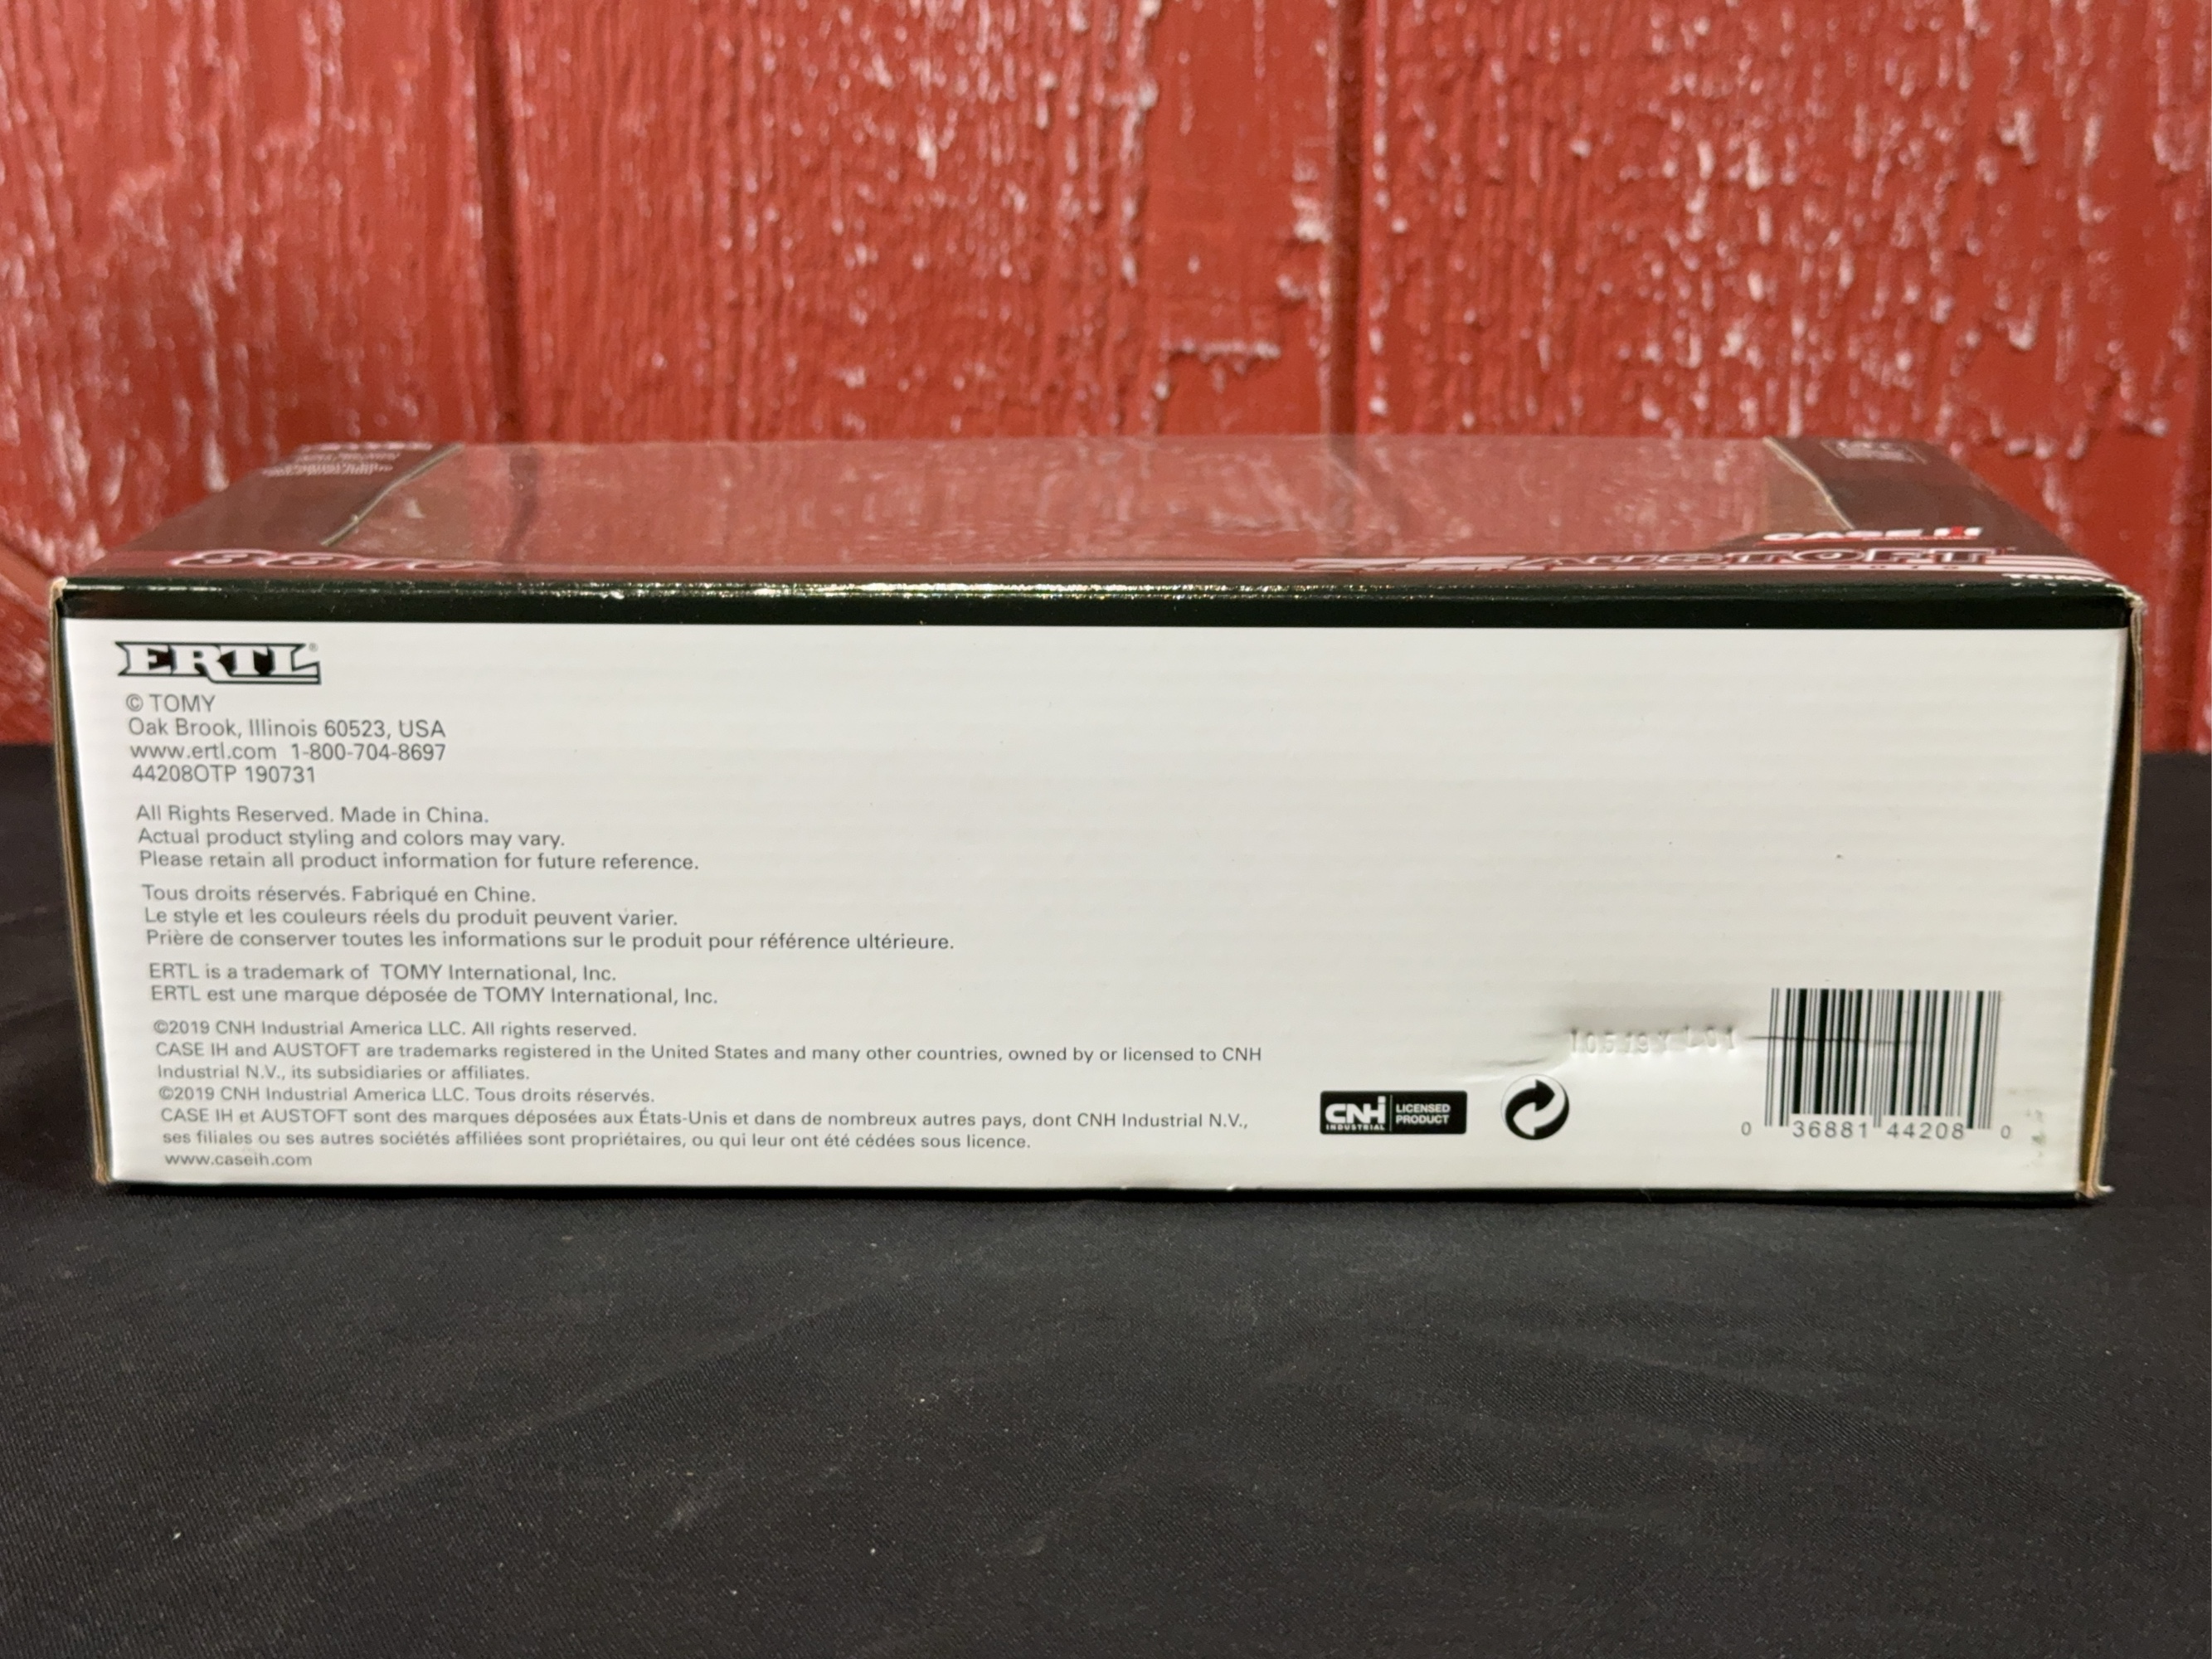 CASE IH
AUSTOFT
ERTL®
© TOMY
Oak Brook, Illinois 60523, USA
www.ertl.com 1-800-704-8697
44208OTP 190731
All Rights Reserved. Made in China.
Actual product styling and colors may vary.
Please retain all product information for future reference.
Tous droits réservés. Fabriqué en Chine.
Le style et les couleurs réels du produit peuvent varier.
Prière de conserver toutes les informations sur le produit pour référence ultérieure.
ERTL is a trademark of TOMY International, Inc.
ERTL est une marque déposée de TOMY International, Inc.
©2019 CNH Industrial America LLC. All rights reserved.
CASE IH and AUSTOFT are trademarks registered in the United States and many other countries, owned by or licensed to CNH
Industrial N.V., its subsidiaries or affiliates.
©2019 CNH Industrial America LLC. Tous droits réservés.
CASE IH et AUSTOFT sont des marques déposées aux États-Unis et dans de nombreux autres pays, dont CNH Industrial N.V.,
ses filiales ou ses autres sociétés affiliées sont propriétaires, ou qui leur ont été cédées sous licence.
www.caseih.com
CNH
INDUSTRIAL
LICENSED
PRODUCT
0 36881 44208 0